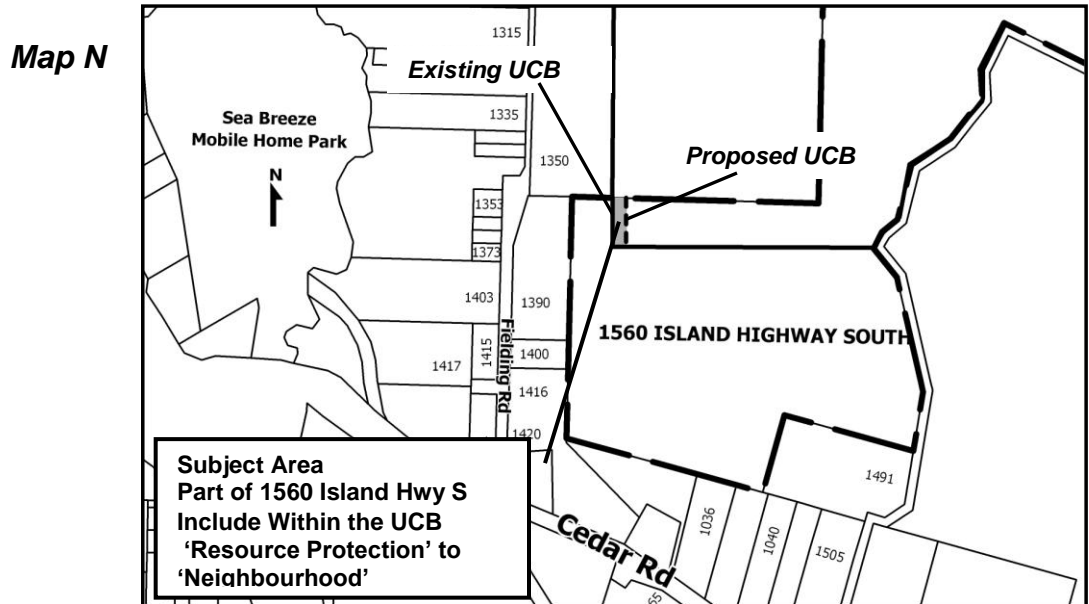 Map N
1315
Existing UCB
Sea Breeze
Mobile Home Park
1335
N
1350
Proposed UCB
1353
1373
1403
1390
1560 ISLAND HIGHWAY SOUTH
Fielding Rd
1415
1417
1400
1416
1420
Subject Area
Part of 1560 Island Hwy S
Include Within the UCB
'Resource Protection' to
'Neighbourhood'
1491
Cedar Rd
1036
1040
1505